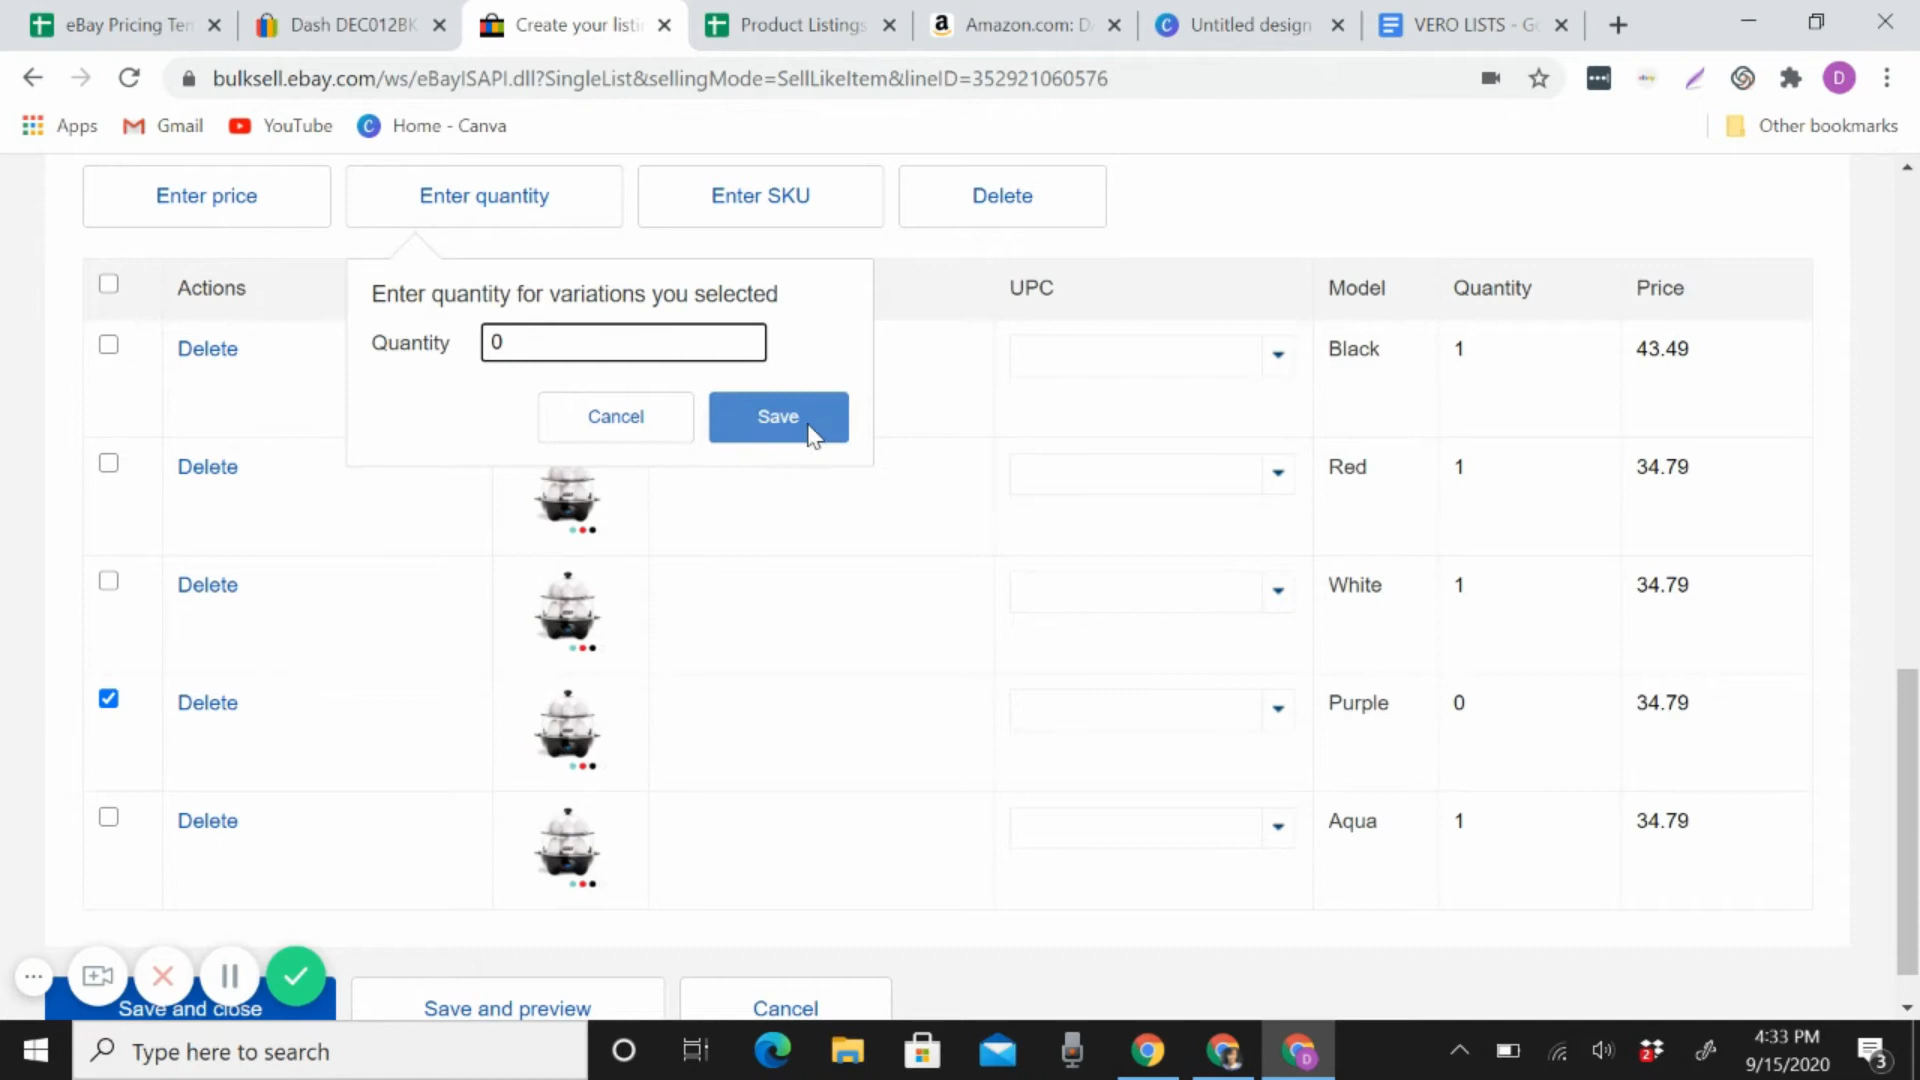 eBay Pricing Ten
Dash DEC012BK
Create your listin
Product Listings
Amazon.com: D
Untitled design
VERO LISTS - Go
bulksell.ebay.com/ws/eBayISAPI.dll?SingleList&sellingMode=SellLikeItem&lineID=352921060576
D
Apps
Gmail
YouTube
Home - Canva
Other bookmarks
Enter price
Enter quantity
Enter SKU
Delete
Actions
UPC
Model
Quantity
Price
Enter quantity for variations you selected
Quantity
0
Cancel
Save
Delete
Black
1
43.49
Delete
Red
1
34.79
Delete
White
1
34.79
Delete
Purple
0
34.79
Delete
Aqua
1
34.79
Save and close
Save and preview
Cancel
Type here to search
2
4:33 PM
9/15/2020
3